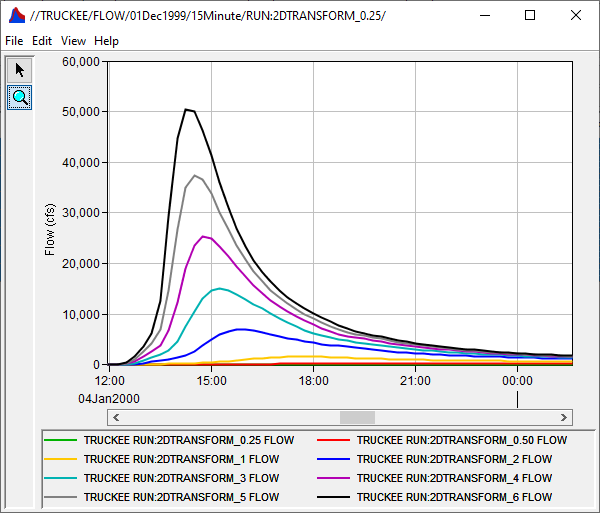 //TRUCKEE/FLOW/01Dec1999/15Minute/RUN:2DTRANSFORM_0.25/
File Edit View Help
60,000
50,000
40,000
30,000
20,000
10,000
0
Flow (cfs)
12:00 15:00 18:00 21:00 00:00
04Jan2000
TRUCKEE RUN:2DTRANSFORM_0.25 FLOW TRUCKEE RUN:2DTRANSFORM_0.50 FLOW
TRUCKEE RUN:2DTRANSFORM_1 FLOW TRUCKEE RUN:2DTRANSFORM_2 FLOW
TRUCKEE RUN:2DTRANSFORM_3 FLOW TRUCKEE RUN:2DTRANSFORM_4 FLOW
TRUCKEE RUN:2DTRANSFORM_5 FLOW TRUCKEE RUN:2DTRANSFORM_6 FLOW